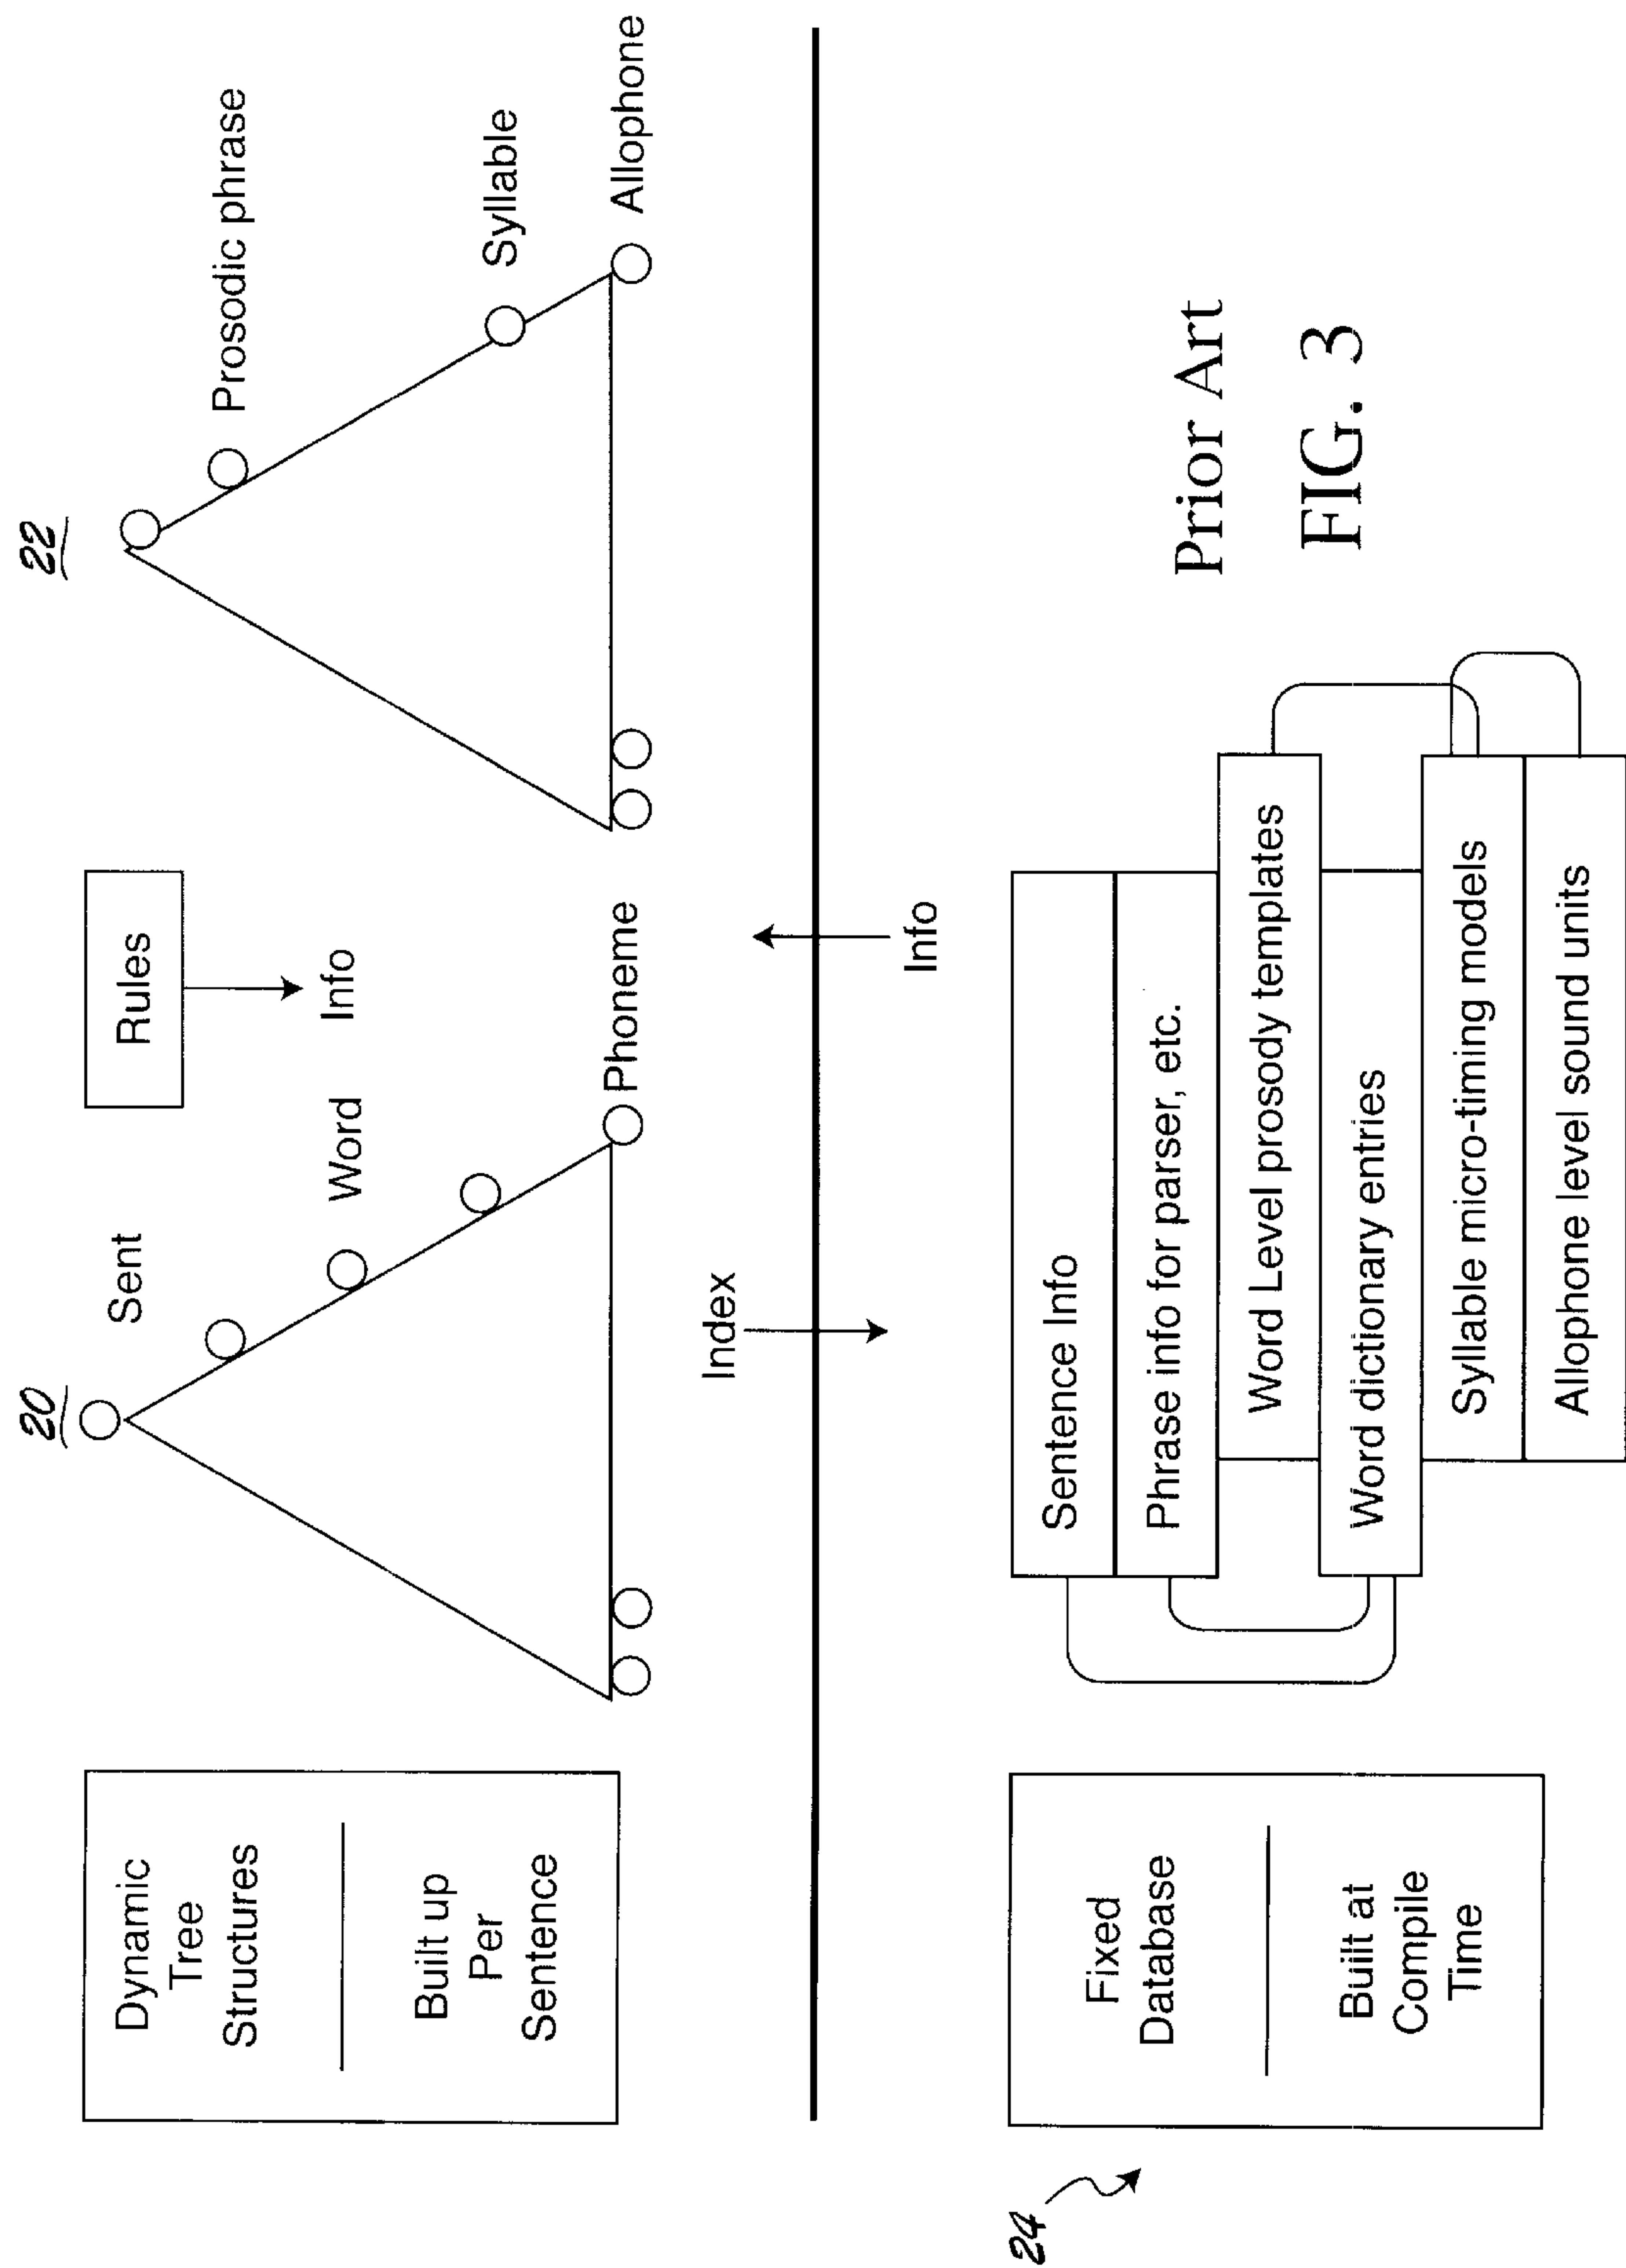 20
22
Dynamic
Tree
Structures
Built up
Per
Sentence
Sent
Word
Phoneme
Rules
Info
Prosodic phrase
Syllable
Allophone
Index
Info
24
Fixed
Database
Built at
Compile
Time
Sentence Info
Phrase info for parser, etc.
Word Level prosody templates
Word dictionary entries
Syllable micro-timing models
Allophone level sound units
Prior Art
FIG. 3